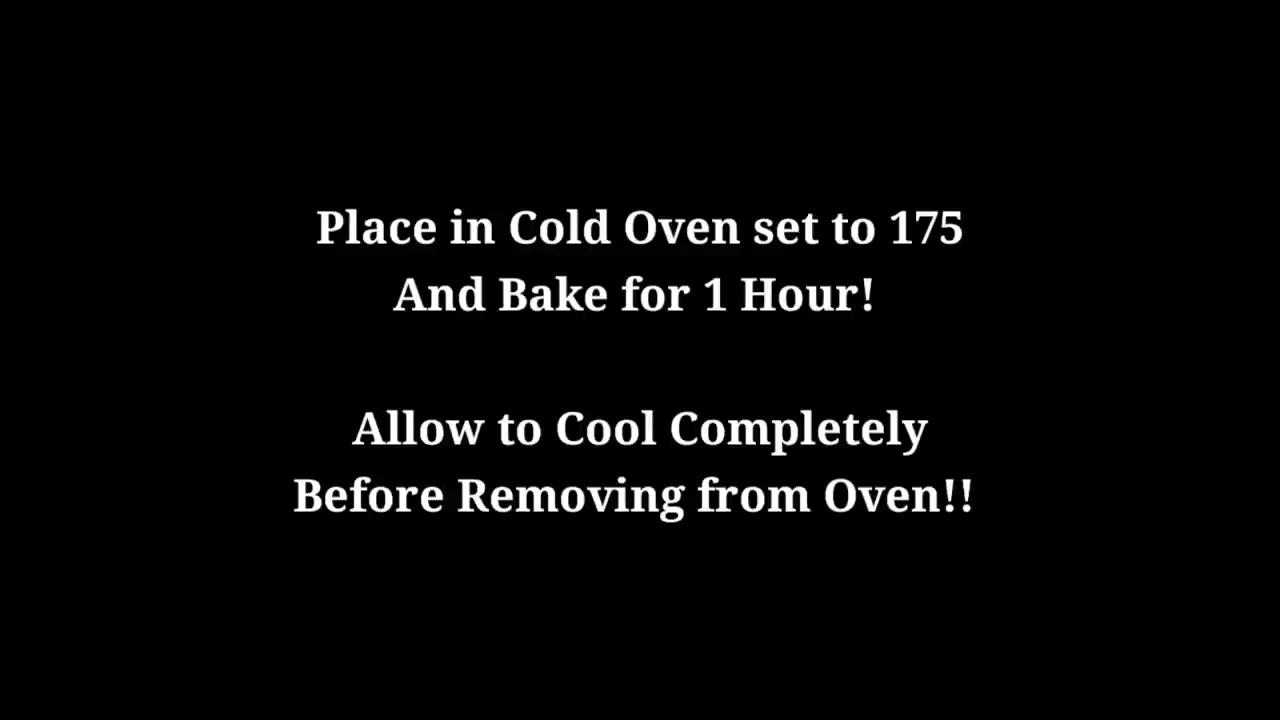 Place in Cold Oven set to 175
And Bake for 1 Hour!
Allow to Cool Completely
Before Removing from Oven!!